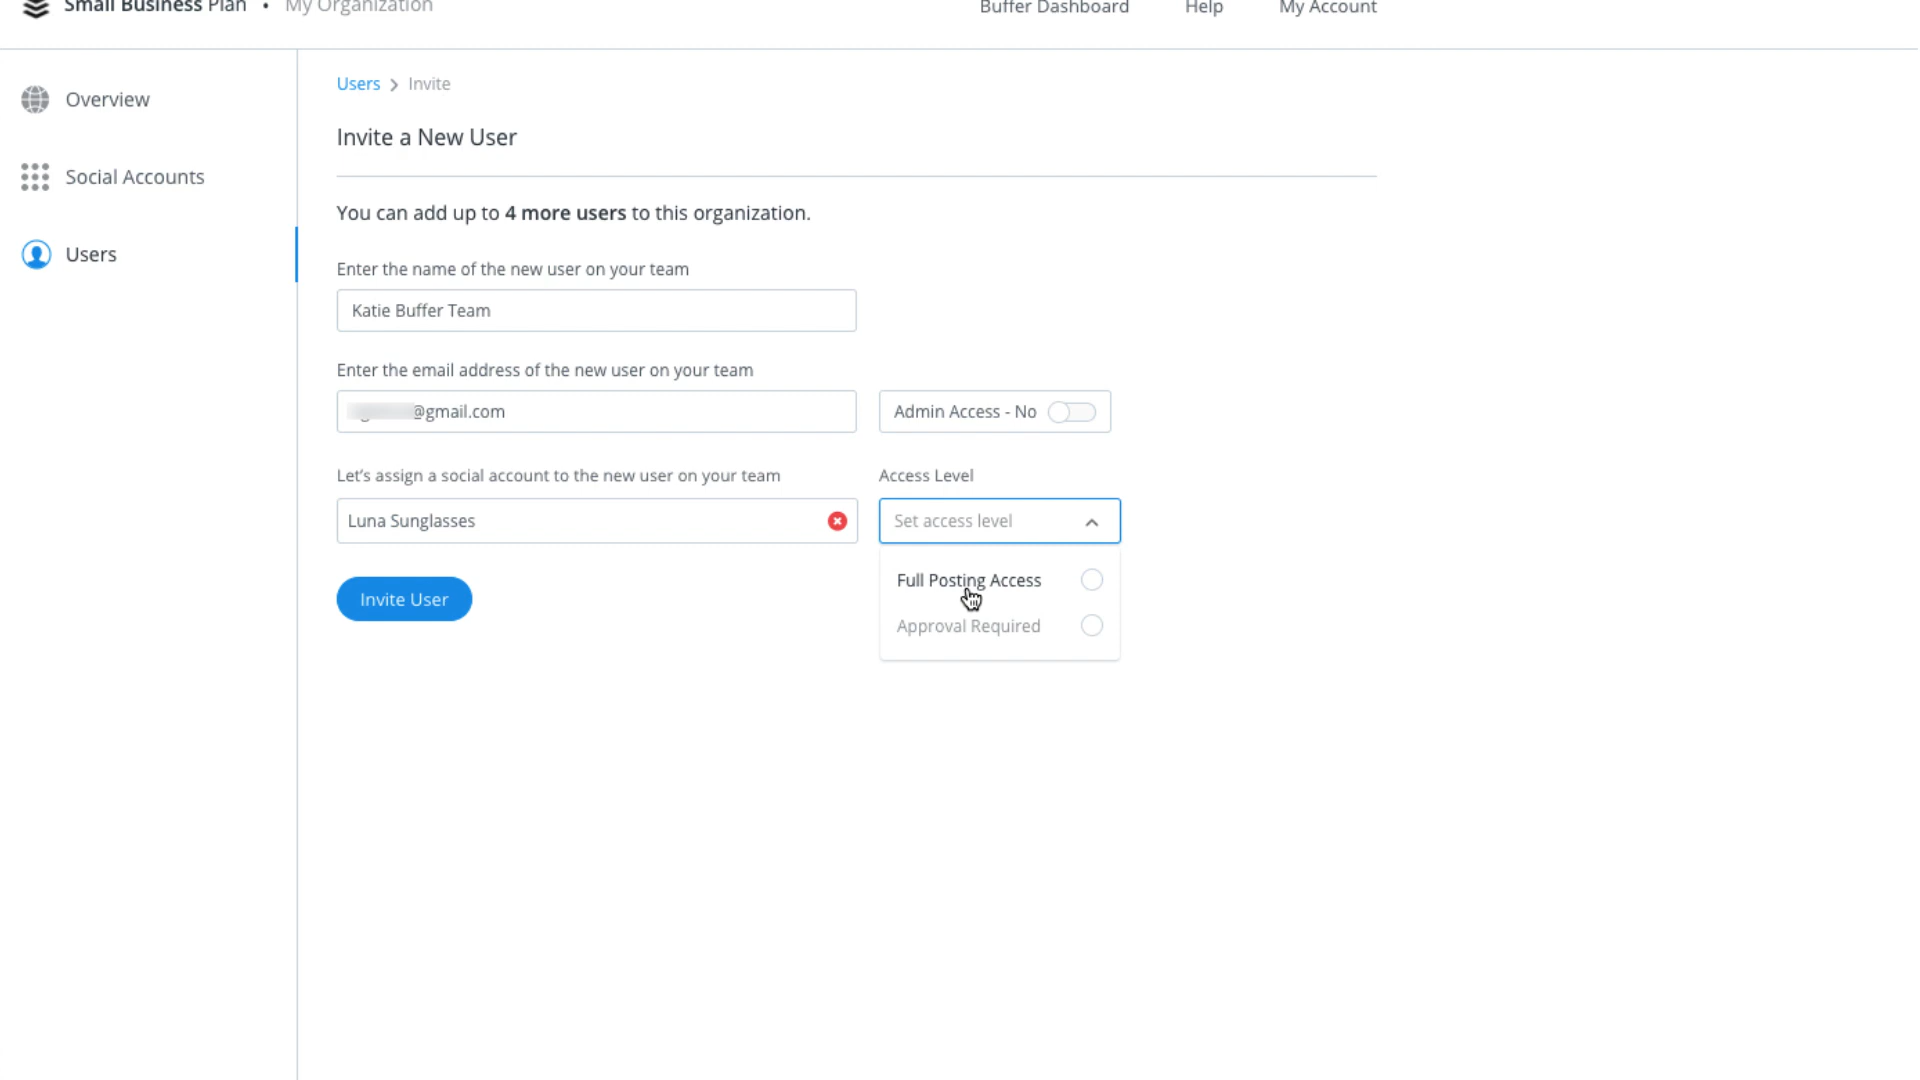 Small Business Plan • My Organization
Buffer Dashboard
Help
My Account
Overview
Social Accounts
Users
Users > Invite
Invite a New User
You can add up to 4 more users to this organization.
Enter the name of the new user on your team
Katie Buffer Team
Enter the email address of the new user on your team
@gmail.com
Admin Access - No
Let's assign a social account to the new user on your team
Access Level
Luna Sunglasses
Set access level
Full Posting Access
Approval Required
Invite User